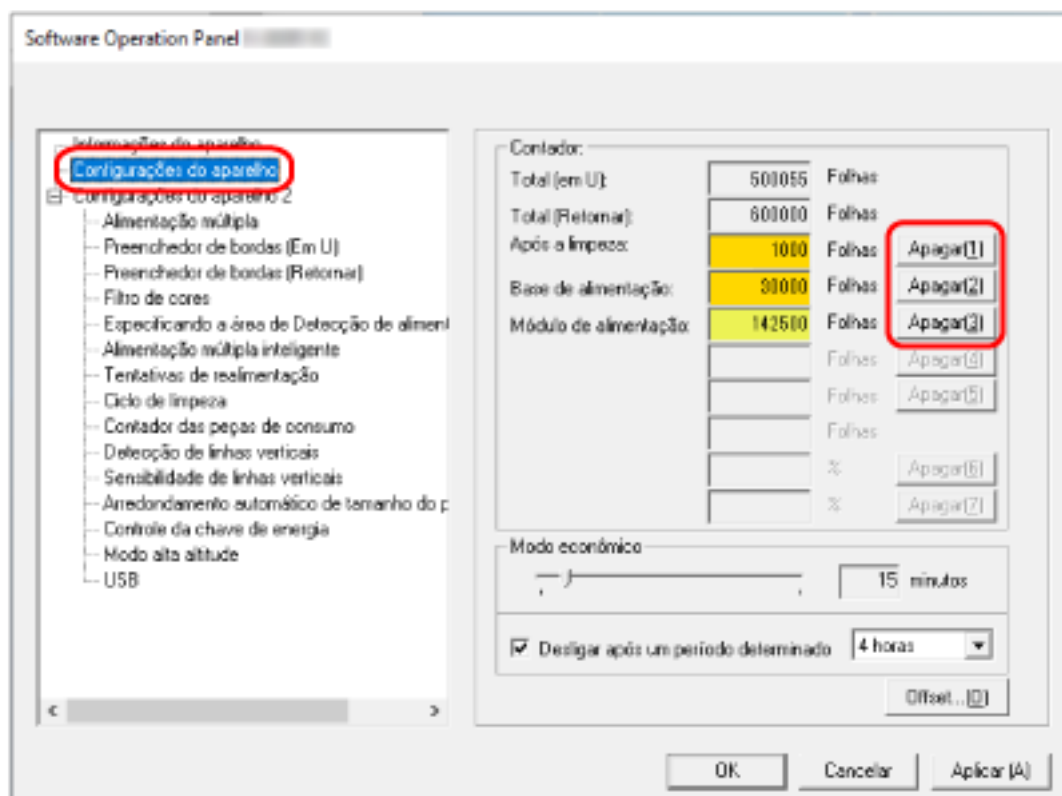 Software Operation Panel
Informações do aparelho
Configurações do aparelho
Configurações do aparelho 2
Alimentação múltipla
Preenchedor de bordas (Em U)
Preenchedor de bordas (Retornar)
Filtro de cores
Especificando a área de Detecção de aliment
Alimentação múltipla inteligente
Tentativas de realimentação
Ciclo de limpeza
Contador das peças de consumo
Detecção de linhas verticais
Sensibilidade de linhas verticais
Arredondamento automático de tamanho do p
Controle da chave de energia
Modo alta altitude
USB
Contador:
Total (em U): 500055 Folhas
Total (Retornar): 600000 Folhas
Após a limpeza: 1000 Folhas Apagar(1)
Base de alimentação: 30000 Folhas Apagar(2)
Módulo de alimentação: 142500 Folhas Apagar(3)
Folhas Apagar(4)
Folhas Apagar(5)
Folhas
% Apagar(6)
% Apagar(7)
Modo econômico
15 minutos
Desligar após um período determinado 4 horas
Offset...(O)
OK Cancelar Aplicar (A)